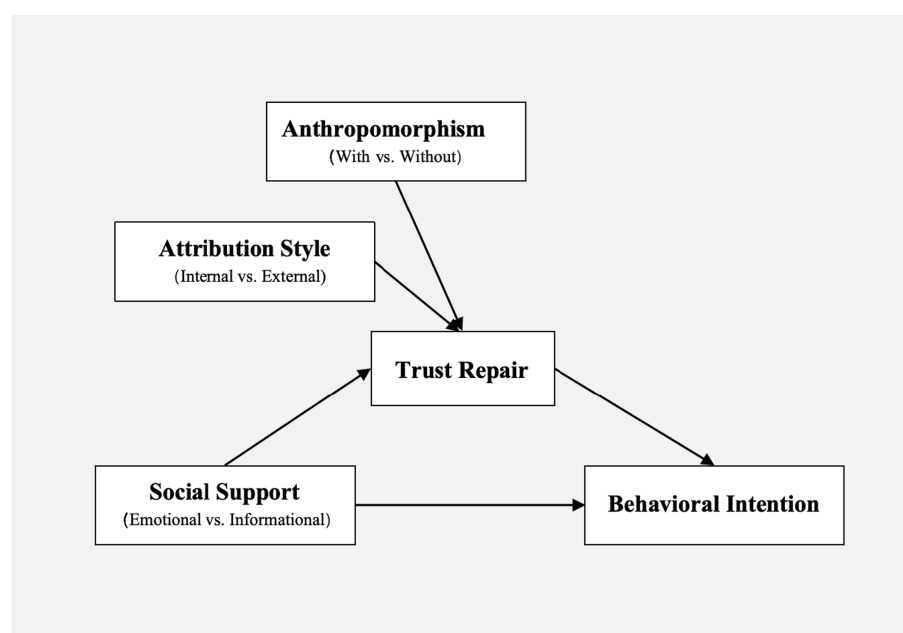 Anthropomorphism
(With vs. Without)
Attribution Style
(Internal vs. External)
Trust Repair
Social Support
(Emotional vs. Informational)
Behavioral Intention